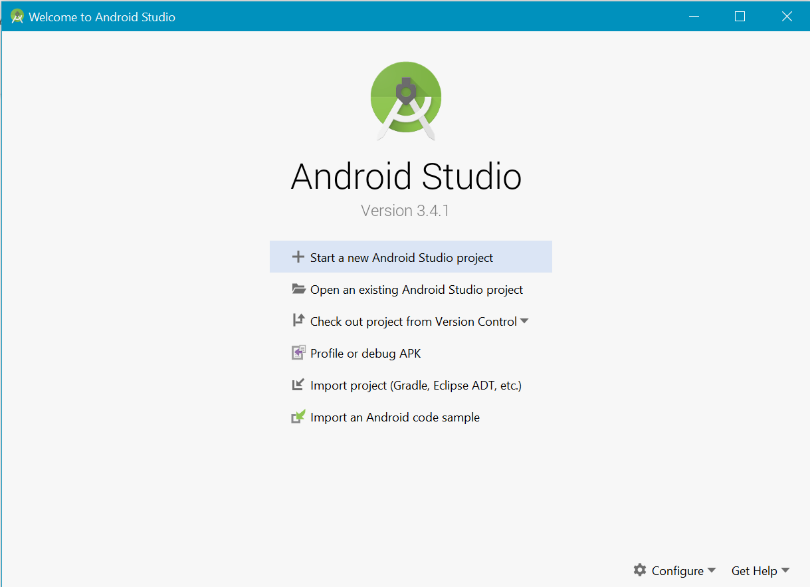 Welcome to Android Studio
Android Studio
Version 3.4.1
Start a new Android Studio project
Open an existing Android Studio project
Check out project from Version Control
Profile or debug APK
Import project (Gradle, Eclipse ADT, etc.)
Import an Android code sample
Configure Get Help